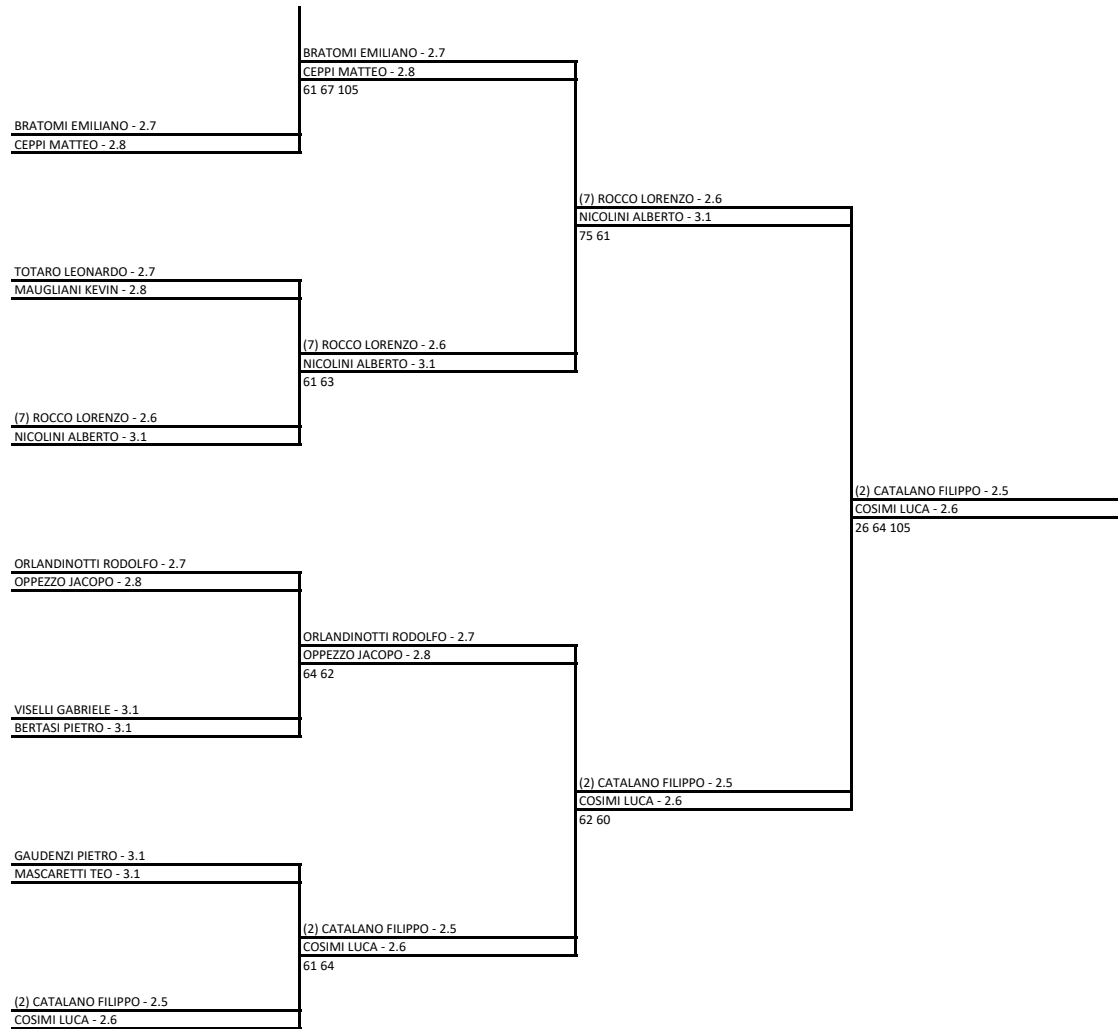 BRATOMI EMILIANO - 2.7
CEPPI MATTEO - 2.8
61 67 105
BRATOMI EMILIANO - 2.7
CEPPI MATTEO - 2.8
(7) ROCCO LORENZO - 2.6
NICOLINI ALBERTO - 3.1
75 61
TOTARO LEONARDO - 2.7
MAUGLIANI KEVIN - 2.8
(7) ROCCO LORENZO - 2.6
NICOLINI ALBERTO - 3.1
61 63
(7) ROCCO LORENZO - 2.6
NICOLINI ALBERTO - 3.1
(2) CATALANO FILIPPO - 2.5
COSIMI LUCA - 2.6
26 64 105
ORLANDINOTTI RODOLFO - 2.7
OPPEZZO JACOPO - 2.8
ORLANDINOTTI RODOLFO - 2.7
OPPEZZO JACOPO - 2.8
64 62
VISELLI GABRIELE - 3.1
BERTASI PIETRO - 3.1
(2) CATALANO FILIPPO - 2.5
COSIMI LUCA - 2.6
62 60
GAUDENZI PIETRO - 3.1
MASCARETTI TEO - 3.1
(2) CATALANO FILIPPO - 2.5
COSIMI LUCA - 2.6
61 64
(2) CATALANO FILIPPO - 2.5
COSIMI LUCA - 2.6